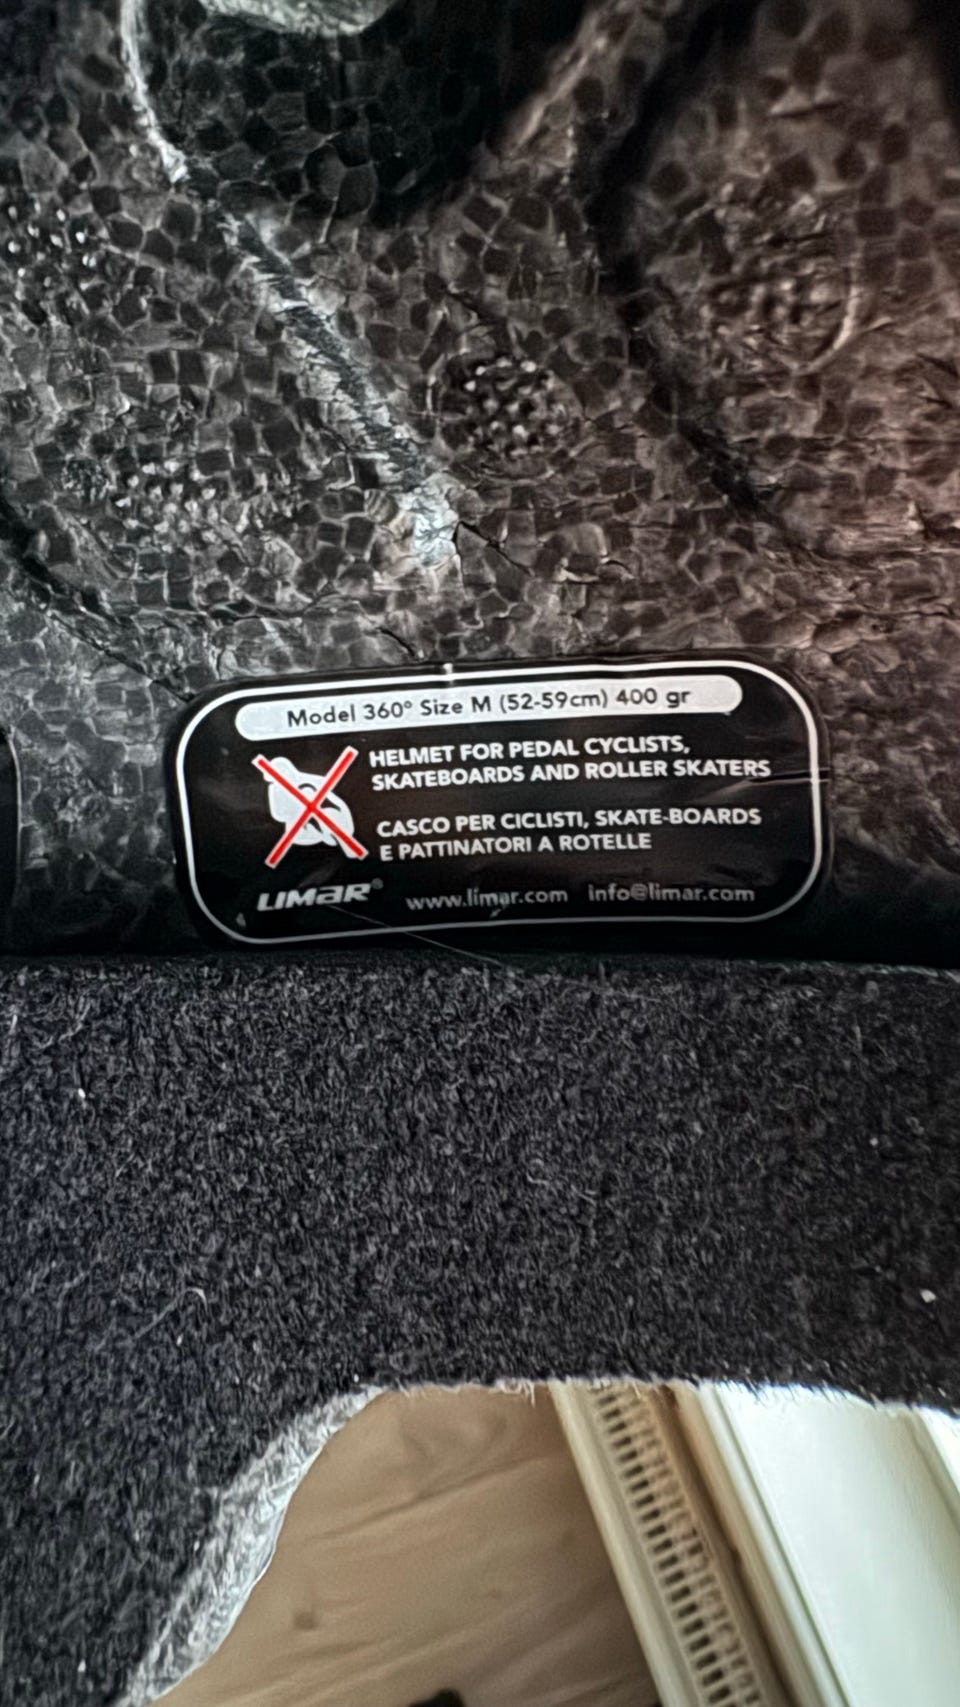 Model 360° Size M (52-59cm) 400 gr
HELMET FOR PEDAL CYCLISTS,
SKATEBOARDS AND ROLLER SKATERS
CASCO PER CICLISTI, SKATE-BOARDS
E PATTINATORI A ROTELLE
LIMAR® www.limar.com info@limar.com